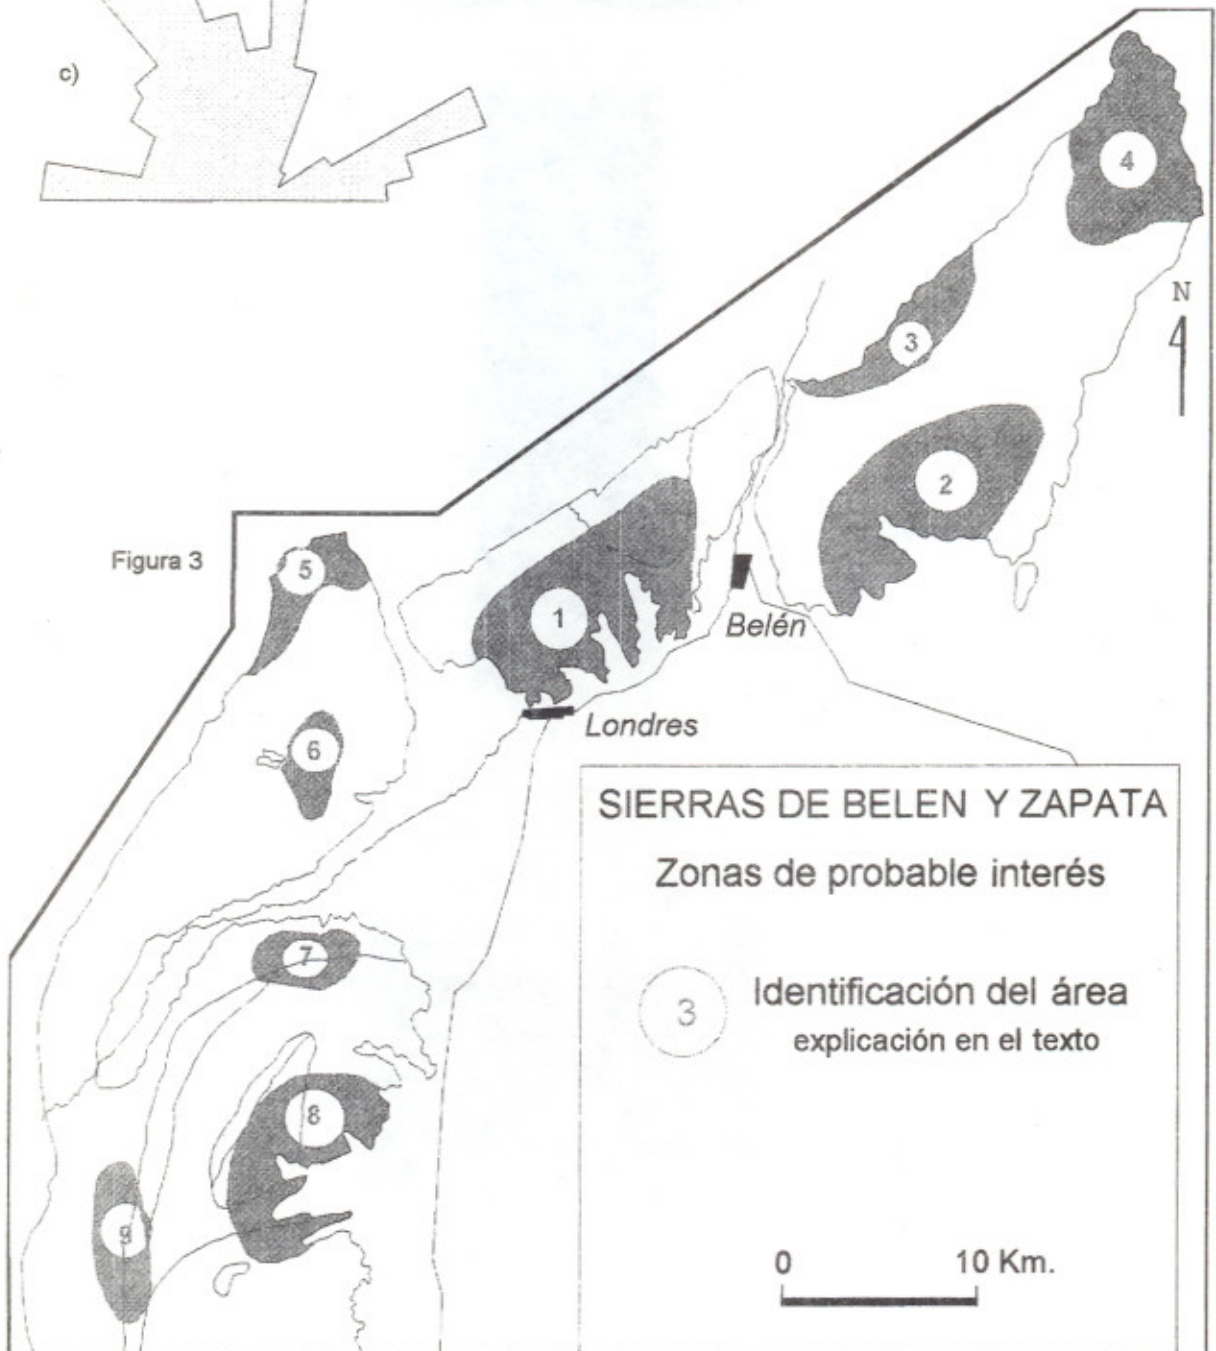 c)
4
N
3
2
Figura 3
5
1
Belén
6
Londres
SIERRAS DE BELEN Y ZAPATA
Zonas de probable interés
7
3
Identificación del área
explicación en el texto
8
9
0 10 Km.